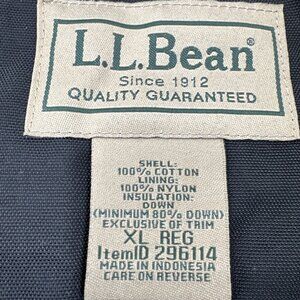 L.L.Bean®
Since 1912
QUALITY GUARANTEED
SHELL:
100% COTTON
LINING:
100% NYLON
INSULATION:
DOWN
(MINIMUM 80% DOWN)
EXCLUSIVE OF TRIM
XL REG
ItemID 296114
MADE IN INDONESIA
CARE ON REVERSE